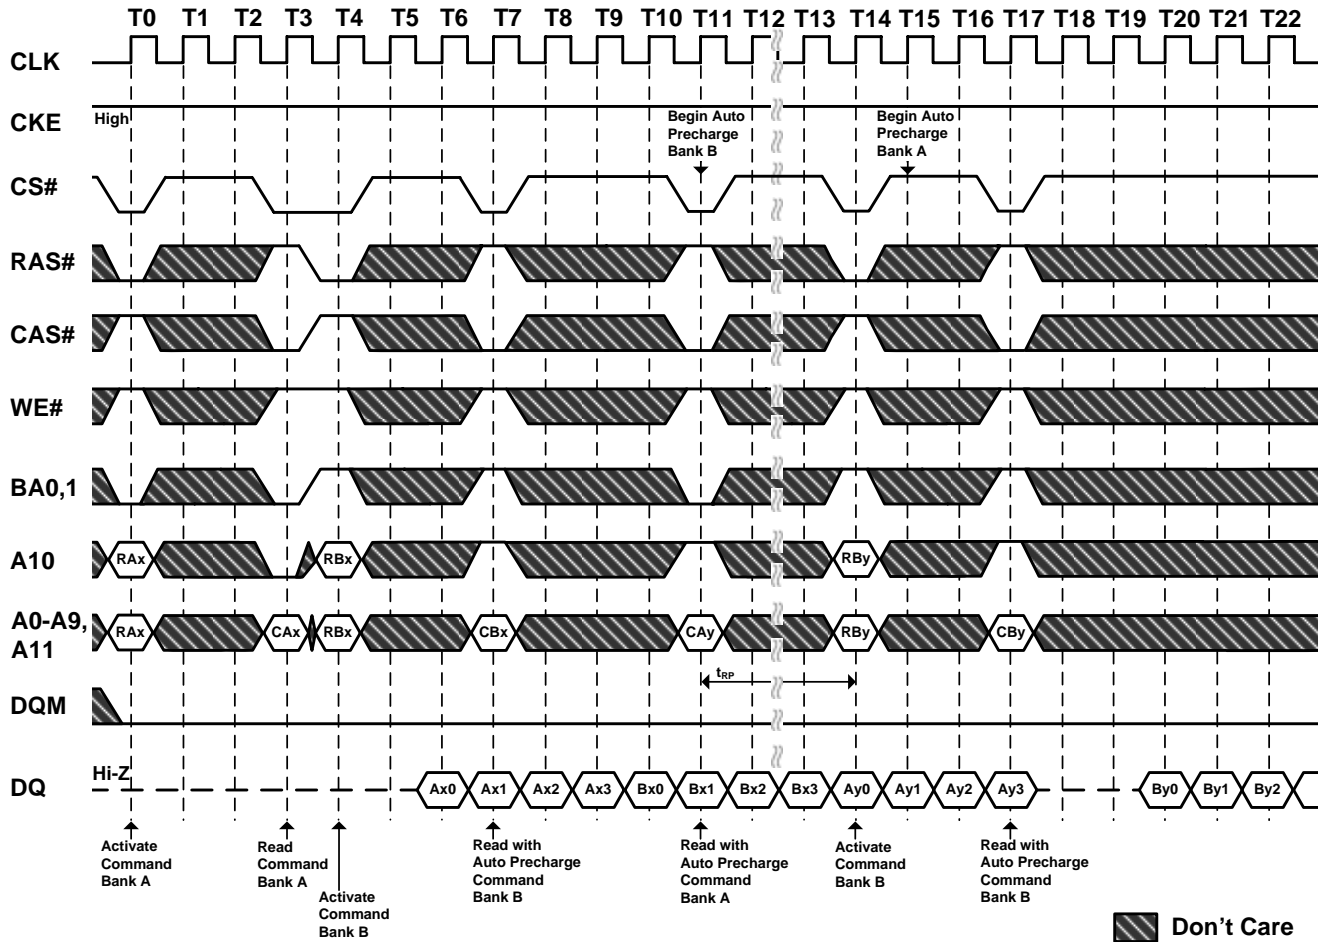 T0 T1 T2 T3 T4 T5 T6 T7 T8 T9 T10 T11 T12 T13 T14 T15 T16 T17 T18 T19 T20 T21 T22
CLK
CKE
High
Begin Auto
Precharge
Bank B
Begin Auto
Precharge
Bank A
CS#
RAS#
CAS#
WE#
BA0,1
A10
RAx RBx RBy
A0-A9,
A11
RAx CAx RBx CBx CAy RBy CBy
tRP
DQM
Hi-Z
DQ
Ax0 Ax1 Ax2 Ax3 Bx0 Bx1 Bx2 Bx3 Ay0 Ay1 Ay2 Ay3 By0 By1 By2
Activate
Command
Bank A
Read
Command
Bank A
Activate
Command
Bank B
Read with
Auto Precharge
Command
Bank B
Read with
Auto Precharge
Command
Bank A
Activate
Command
Bank B
Read with
Auto Precharge
Command
Bank B
Don't Care